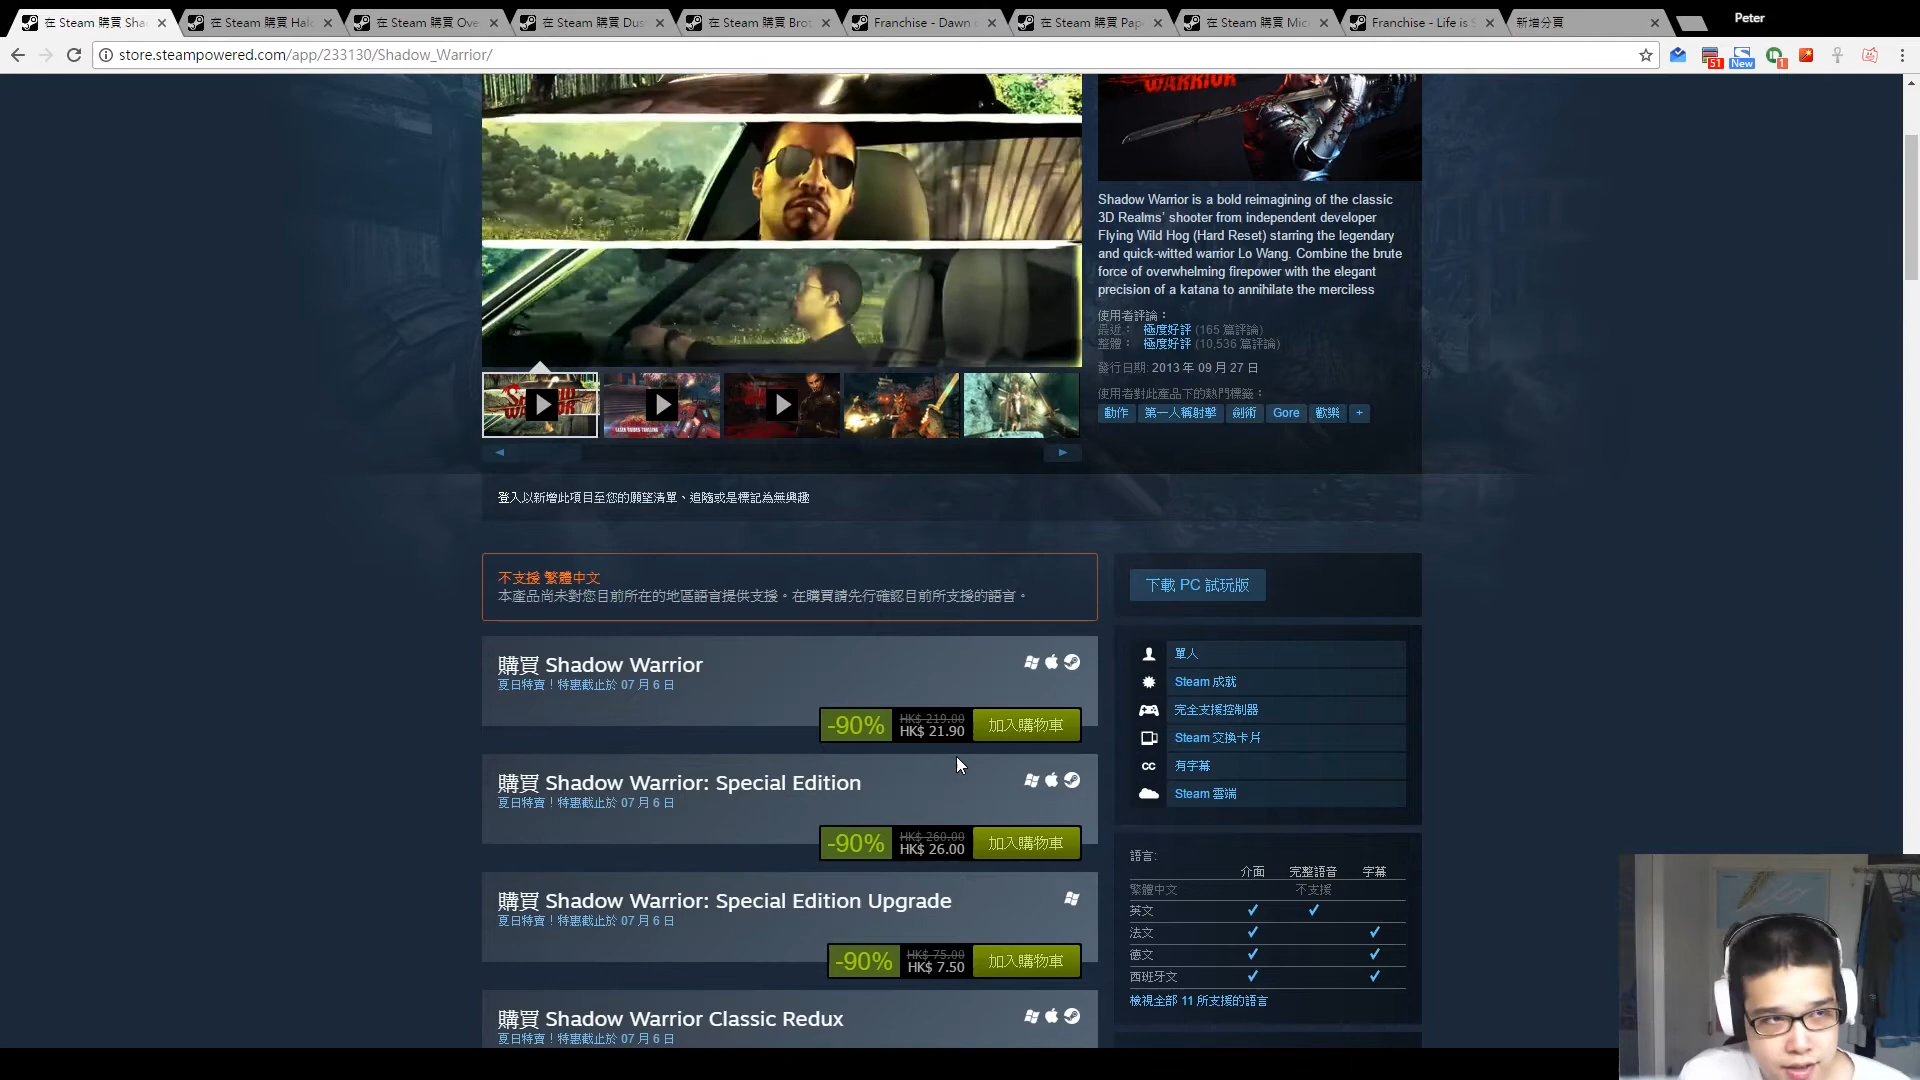 在 Steam 購買 Sha
在 Steam 購買 Hal
在 Steam 購買 Ove
在 Steam 購買 Dus
在 Steam 購買 Brot
Franchise - Dawn o
在 Steam 購買 Pap
在 Steam 購買 Mic
Franchise - Life is S
新增分頁
Peter
store.steampowered.com/app/233130/Shadow_Warrior/
51
New
1
WARRIOR
Shadow Warrior is a bold reimagining of the classic
3D Realms' shooter from independent developer
Flying Wild Hog (Hard Reset) starring the legendary
and quick-witted warrior Lo Wang. Combine the brute
force of overwhelming firepower with the elegant
precision of a katana to annihilate the merciless
使用者評論：
最近： 極度好評 (165 篇評論)
整體： 極度好評 (10,536 篇評論)
發行日期: 2013 年 09 月 27 日
使用者對此產品下的熱門標籤：
動作 第一人稱射擊 劍術 Gore 歡樂 +
登入以新增此項目至您的願望清單、追隨或是標記為無興趣
不支援 繁體中文
本產品尚未對您目前所在的地區語言提供支援。在購買請先行確認目前所支援的語言。
下載 PC 試玩版
購買 Shadow Warrior
夏日特賣！特惠截止於 07 月 6 日
-90% HK$ 219.00 HK$ 21.90 加入購物車
購買 Shadow Warrior: Special Edition
夏日特賣！特惠截止於 07 月 6 日
-90% HK$ 260.00 HK$ 26.00 加入購物車
購買 Shadow Warrior: Special Edition Upgrade
夏日特賣！特惠截止於 07 月 6 日
-90% HK$ 75.00 HK$ 7.50 加入購物車
購買 Shadow Warrior Classic Redux
夏日特賣！特惠截止於 07 月 6 日
單人
Steam 成就
完全支援控制器
Steam 交換卡片
CC 有字幕
Steam 雲端
語言:
介面 完整語音 字幕
繁體中文 不支援
英文
法文
德文
西班牙文
檢視全部 11 所支援的語言